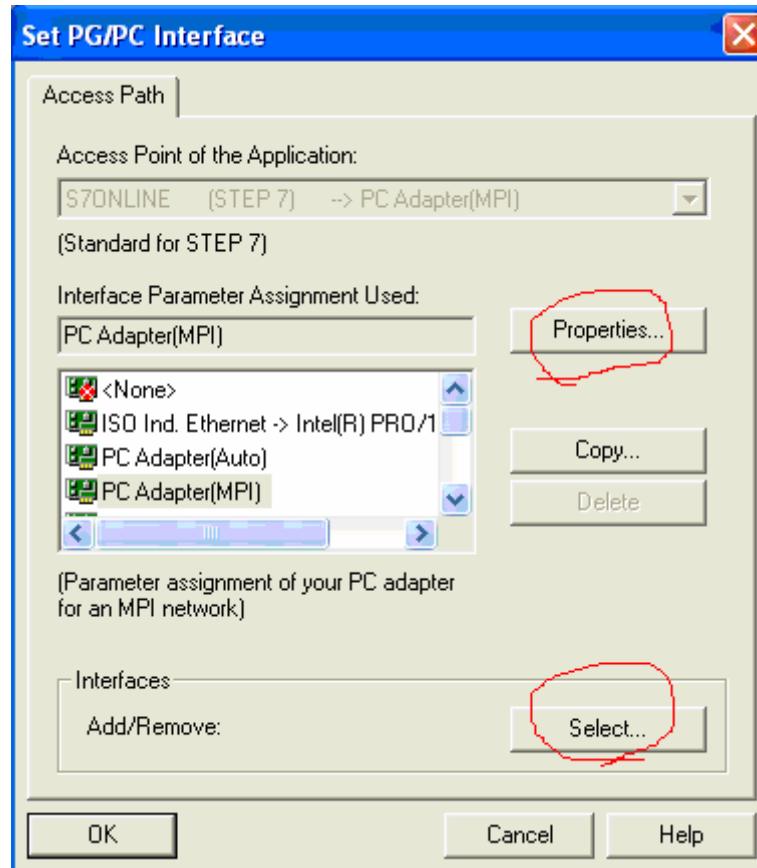 Set PG/PC Interface
Access Path
Access Point of the Application:
S7ONLINE (STEP 7) --> PC Adapter(MPI)
(Standard for STEP 7)
Interface Parameter Assignment Used:
PC Adapter(MPI)
Properties...
<None>
ISO Ind. Ethernet -> Intel(R) PRO/1
PC Adapter(Auto)
PC Adapter(MPI)
Copy...
Delete
(Parameter assignment of your PC adapter
for an MPI network)
Interfaces
Add/Remove:
Select...
OK
Cancel
Help